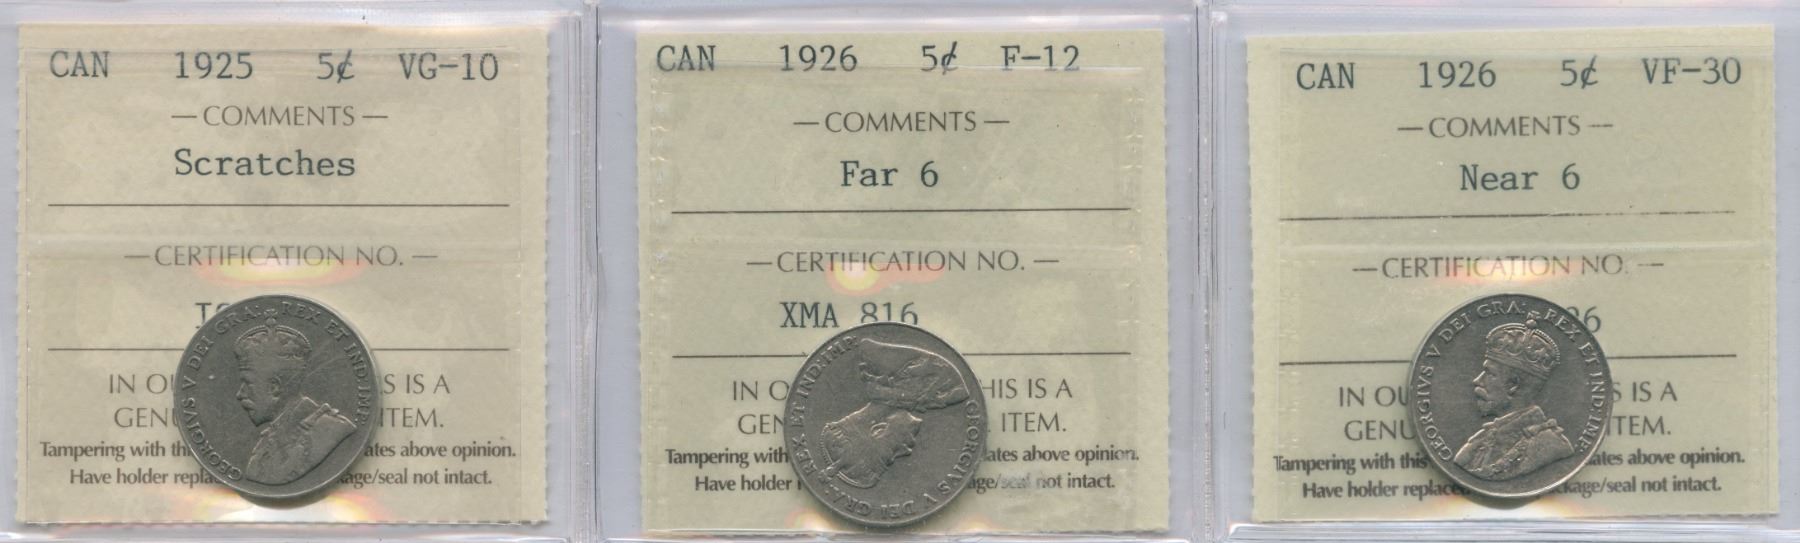 CAN 1925 5¢ VG-10
— COMMENTS —
Scratches
— CERTIFICATION NO. —
IN OU S IS A
GENU ITEM.
Tampering with th ates above opinion.
Have holder repla age/seal not intact.
GEORGIVS V DEI GRA: REX ET IND:IMP:
CAN 1926 5¢ F-12
— COMMENTS —
Far 6
— CERTIFICATION NO. —
XMA 816
IN O HIS IS A
GEN ITEM.
Tampering with ates above opinion.
Have holder r age/seal not intact.
GEORGIVS V DEI GRA: REX ET IND:IMP:
CAN 1926 5¢ VF-30
— COMMENTS —
Near 6
— CERTIFICATION NO. —
26
IN OU S IS A
GENU ITEM.
Tampering with this ates above opinion.
Have holder replace kage/seal not intact.
GEORGIVS V DEI GRA: REX ET IND:IMP: